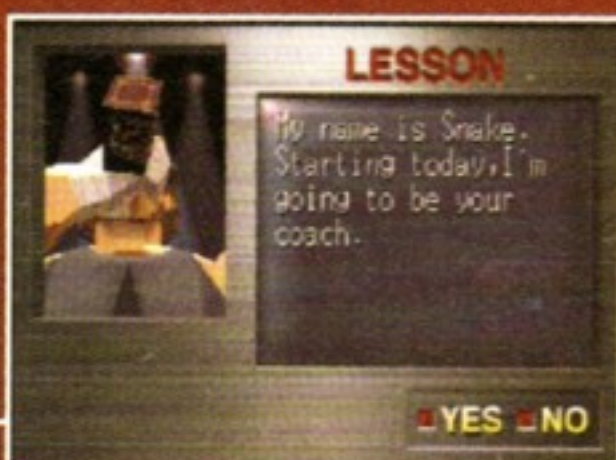 LESSON
My name is Snake.
Starting today, I'm
going to be your
coach.
YES NO